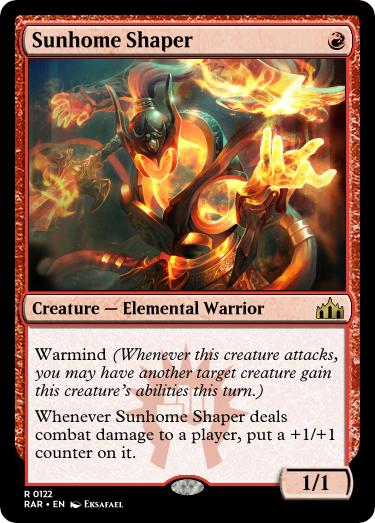 Sunhome Shaper
Creature — Elemental Warrior
Warmind (Whenever this creature attacks,
you may have another target creature gain
this creature's abilities this turn.)
Whenever Sunhome Shaper deals
combat damage to a player, put a +1/+1
counter on it.
1/1
R 0122
RAR • EN Eksafael